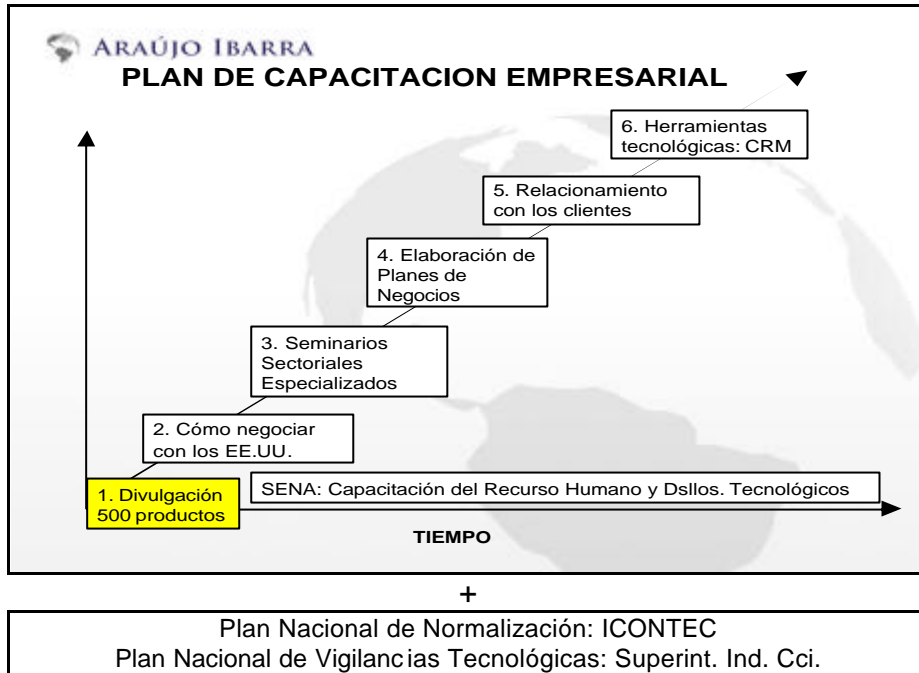 ARAÚJO IBARRA
PLAN DE CAPACITACION EMPRESARIAL
6. Herramientas
tecnológicas: CRM
5. Relacionamiento
con los clientes
4. Elaboración de
Planes de
Negocios
3. Seminarios
Sectoriales
Especializados
2. Cómo negociar
con los EE.UU.
1. Divulgación
500 productos
SENA: Capacitación del Recurso Humano y Dsllos. Tecnológicos
TIEMPO
+
Plan Nacional de Normalización: ICONTEC
Plan Nacional de Vigilancias Tecnológicas: Superint. Ind. Cci.